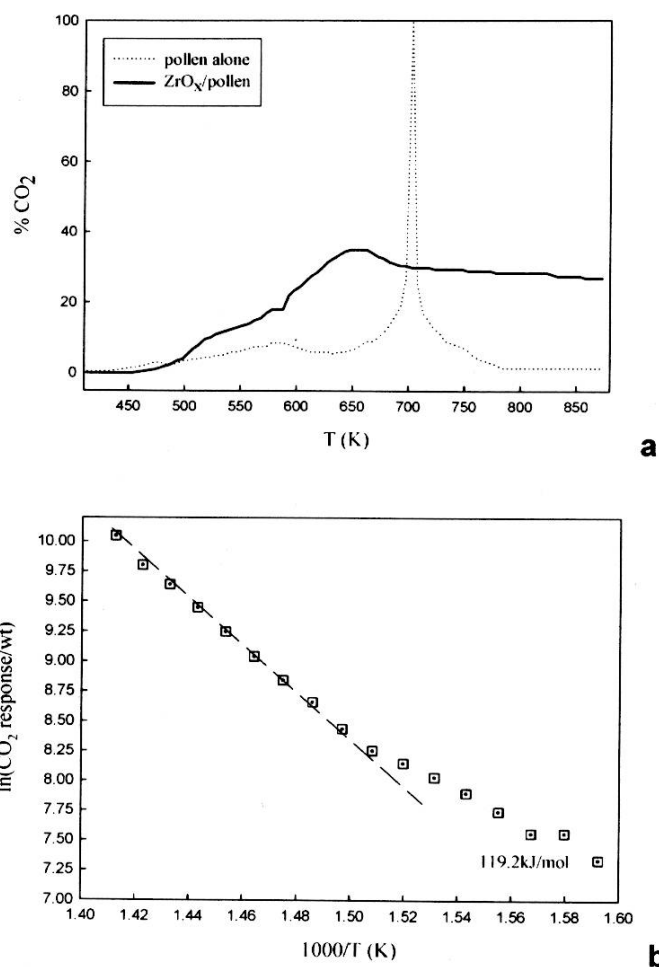 100
80
60
40
20
0
% CO2
pollen alone
ZrOx/pollen
450 500 550 600 650 700 750 800 850
T (K)
a
10.00
9.75
9.50
9.25
9.00
8.75
8.50
8.25
8.00
7.75
7.50
7.25
7.00
ln(CO2 response/wt)
119.2kJ/mol
1.40 1.42 1.44 1.46 1.48 1.50 1.52 1.54 1.56 1.58 1.60
1000/T (K)
b